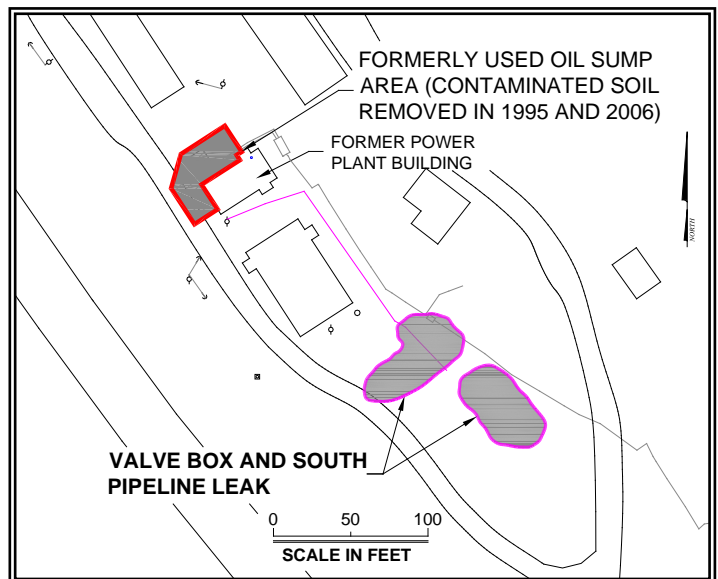 FORMERLY USED OIL SUMP
AREA (CONTAMINATED SOIL
REMOVED IN 1995 AND 2006)
FORMER POWER
PLANT BUILDING
NORTH
VALVE BOX AND SOUTH
PIPELINE LEAK
0 50 100
SCALE IN FEET